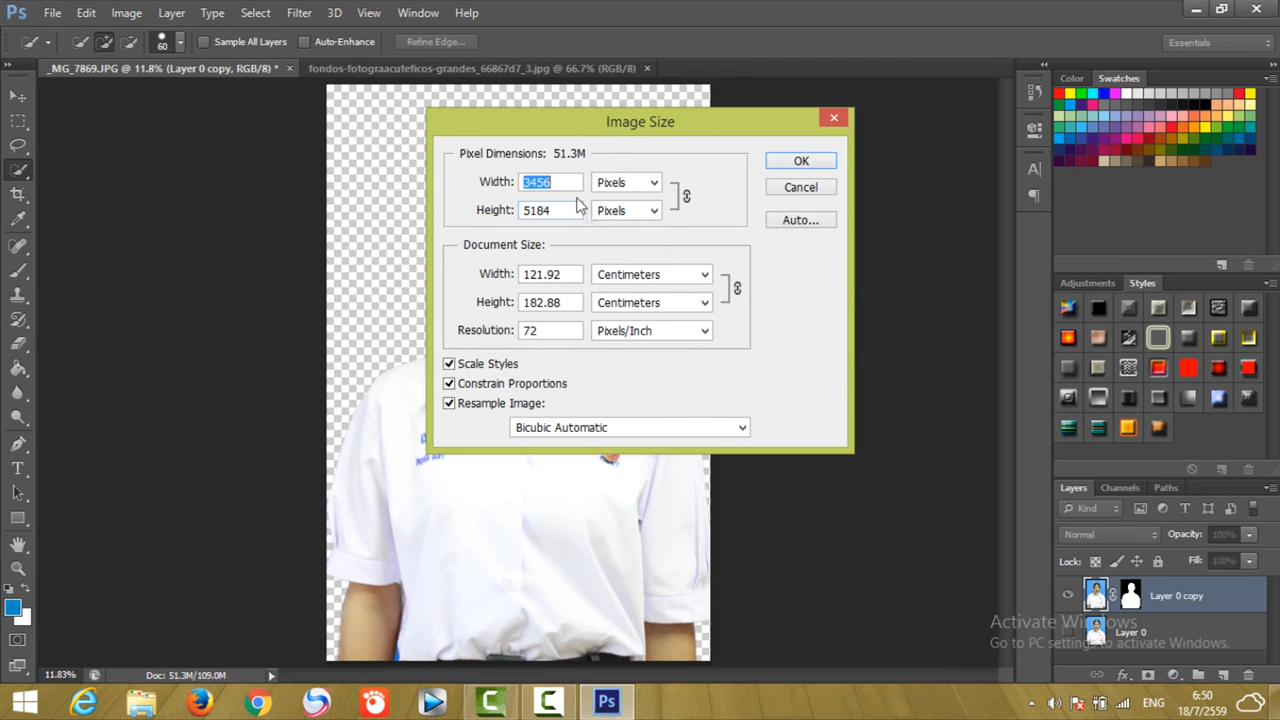 Ps File Edit Image Layer Type Select Filter 3D View Window Help
60 Sample All Layers Auto-Enhance Refine Edge... Essentials
_MG_7869.JPG @ 11.8% (Layer 0 copy, RGB/8) * × fondos-fotograacuteficos-grandes_66867d7_3.jpg @ 66.7% (RGB/8) ×
Image Size
Pixel Dimensions: 51.3M
Width: 3456 Pixels
Height: 5184 Pixels
OK
Cancel
Auto...
Document Size:
Width: 121.92 Centimeters
Height: 182.88 Centimeters
Resolution: 72 Pixels/Inch
Scale Styles
Constrain Proportions
Resample Image:
Bicubic Automatic
Color Swatches
Adjustments Styles
Layers Channels Paths
Kind
Normal Opacity: 100%
Lock: Fill: 100%
Layer 0 copy
Layer 0
Activate Windows
Go to PC settings to activate Windows.
11.83% Doc: 51.3M/109.0M
Ps
ENG
6:50
18/7/2559